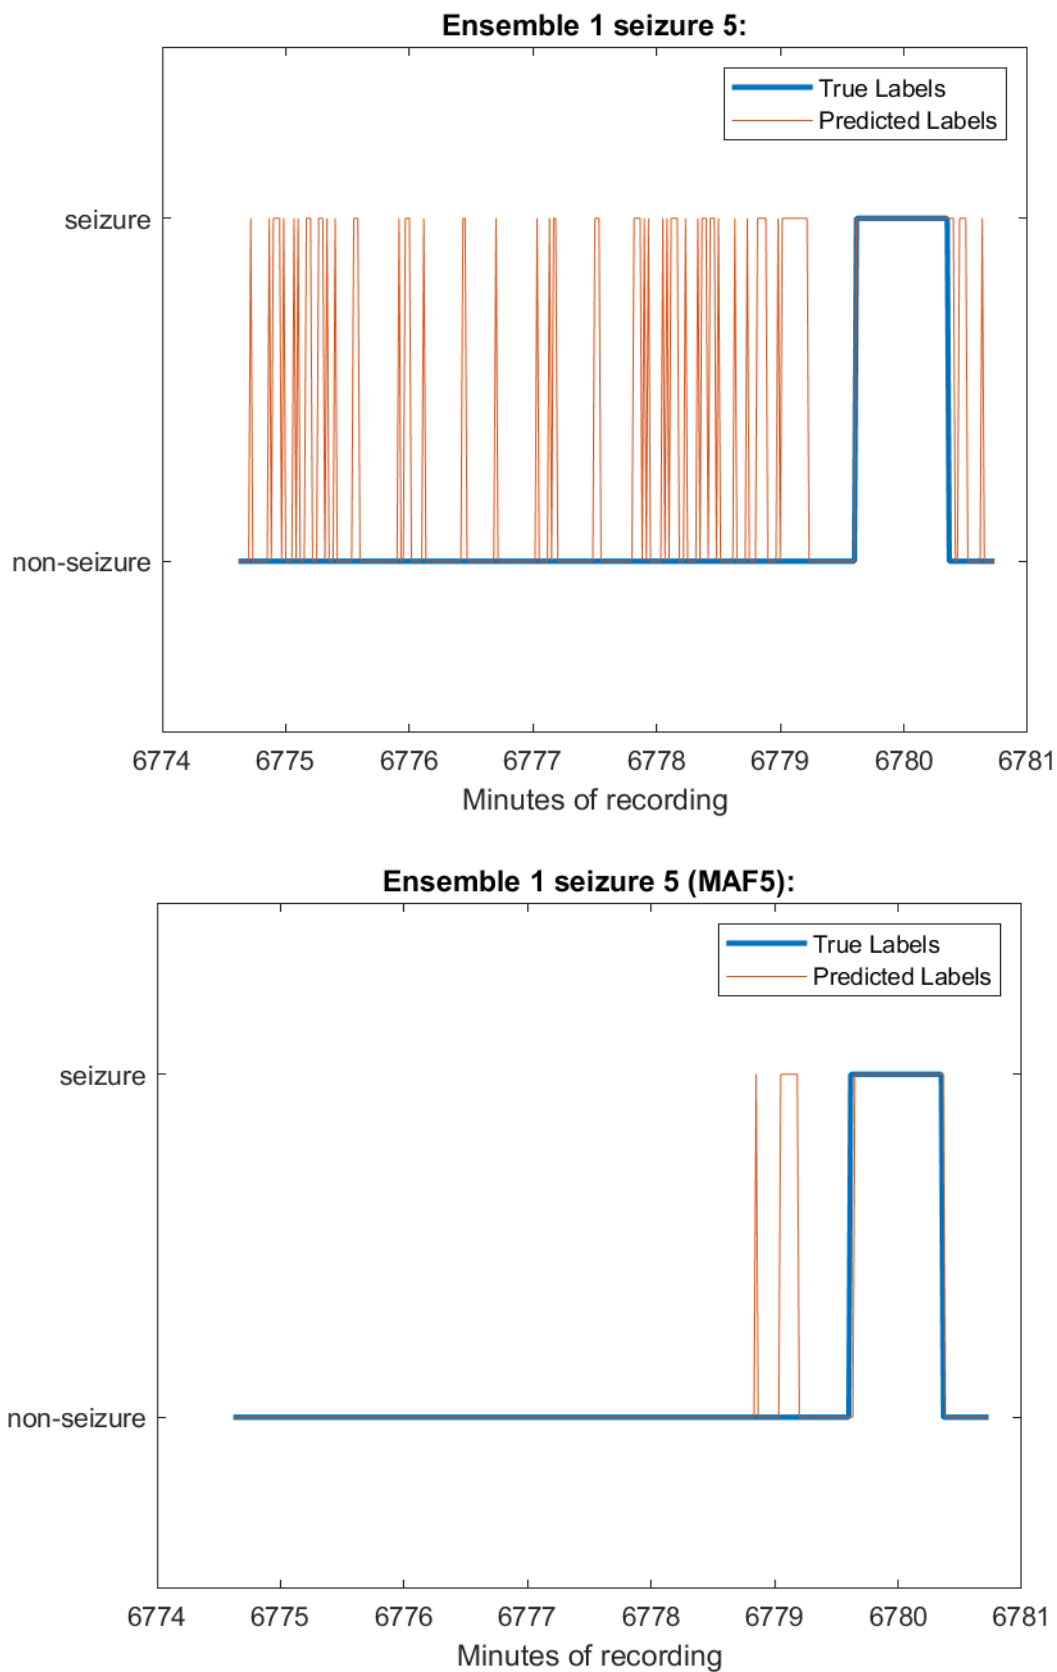 Ensemble 1 seizure 5:
True Labels
Predicted Labels
seizure
non-seizure
6774 6775 6776 6777 6778 6779 6780 6781
Minutes of recording
Ensemble 1 seizure 5 (MAF5):
True Labels
Predicted Labels
seizure
non-seizure
6774 6775 6776 6777 6778 6779 6780 6781
Minutes of recording